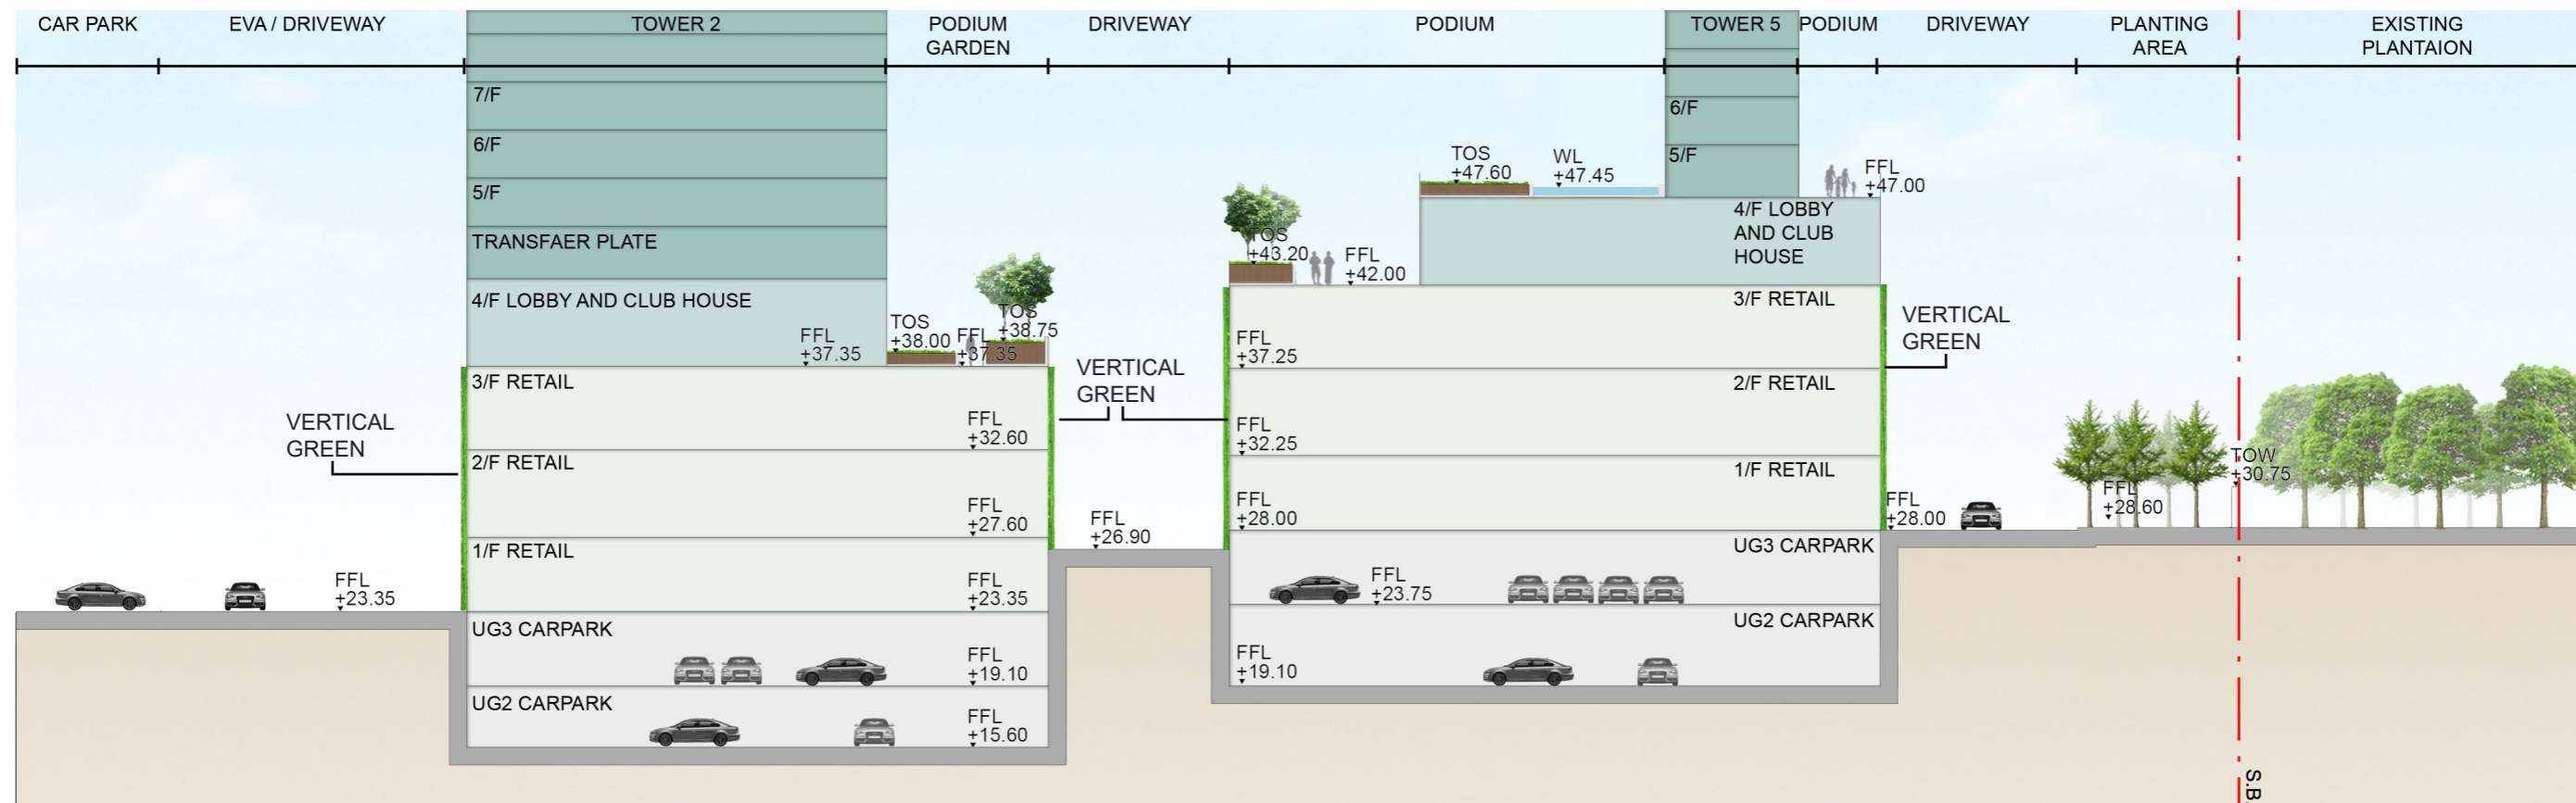 CAR PARK
EVA / DRIVEWAY
TOWER 2
PODIUM
GARDEN
DRIVEWAY
PODIUM
TOWER 5
PODIUM
DRIVEWAY
PLANTING
AREA
EXISTING
PLANTAION
7/F
6/F
5/F
TRANSFAER PLATE
4/F LOBBY AND CLUB HOUSE
FFL
+37.35
TOS
+38.00
FFL
+37.35
TOS
+38.75
3/F RETAIL
FFL
+32.60
2/F RETAIL
FFL
+27.60
1/F RETAIL
FFL
+23.35
UG3 CARPARK
FFL
+19.10
UG2 CARPARK
FFL
+15.60
VERTICAL
GREEN
FFL
+23.35
VERTICAL
GREEN
FFL
+26.90
TOS
+43.20
FFL
+42.00
TOS
+47.60
WL
+47.45
6/F
5/F
FFL
+47.00
4/F LOBBY
AND CLUB
HOUSE
3/F RETAIL
FFL
+37.25
2/F RETAIL
FFL
+32.25
1/F RETAIL
FFL
+28.00
UG3 CARPARK
FFL
+23.75
UG2 CARPARK
FFL
+19.10
VERTICAL
GREEN
FFL
+28.00
FFL
+28.60
TOW
+30.75
S.B.